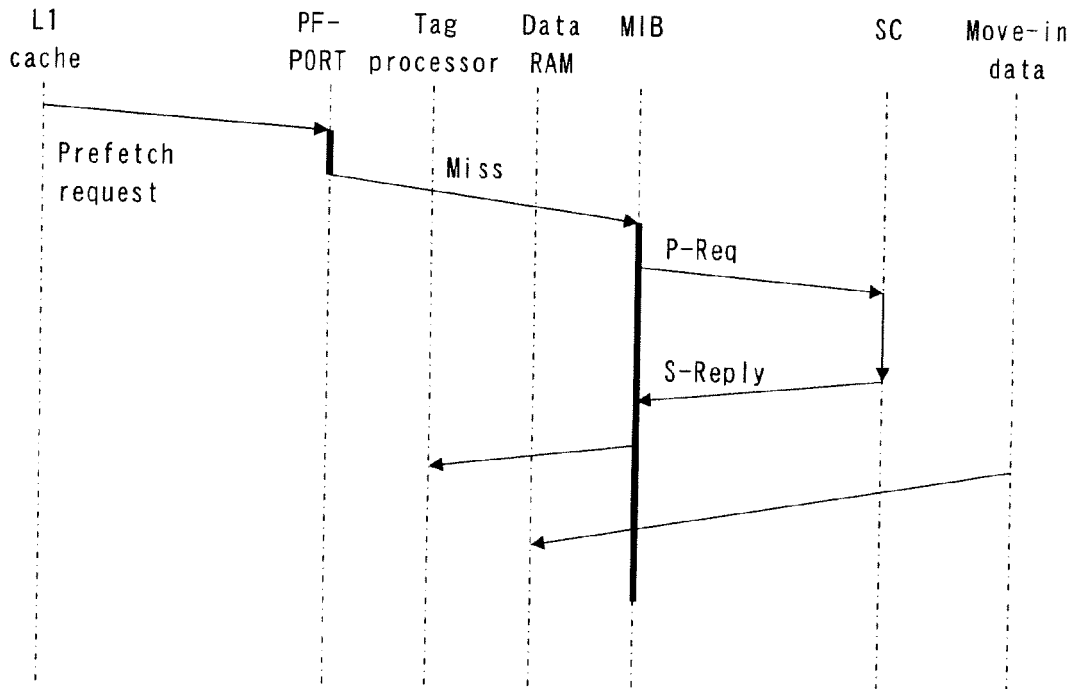 L1
cache
PF-
PORT
Tag
processor
Data
RAM
MIB
SC
Move-in
data
Prefetch
request
Miss
P-Req
S-Reply